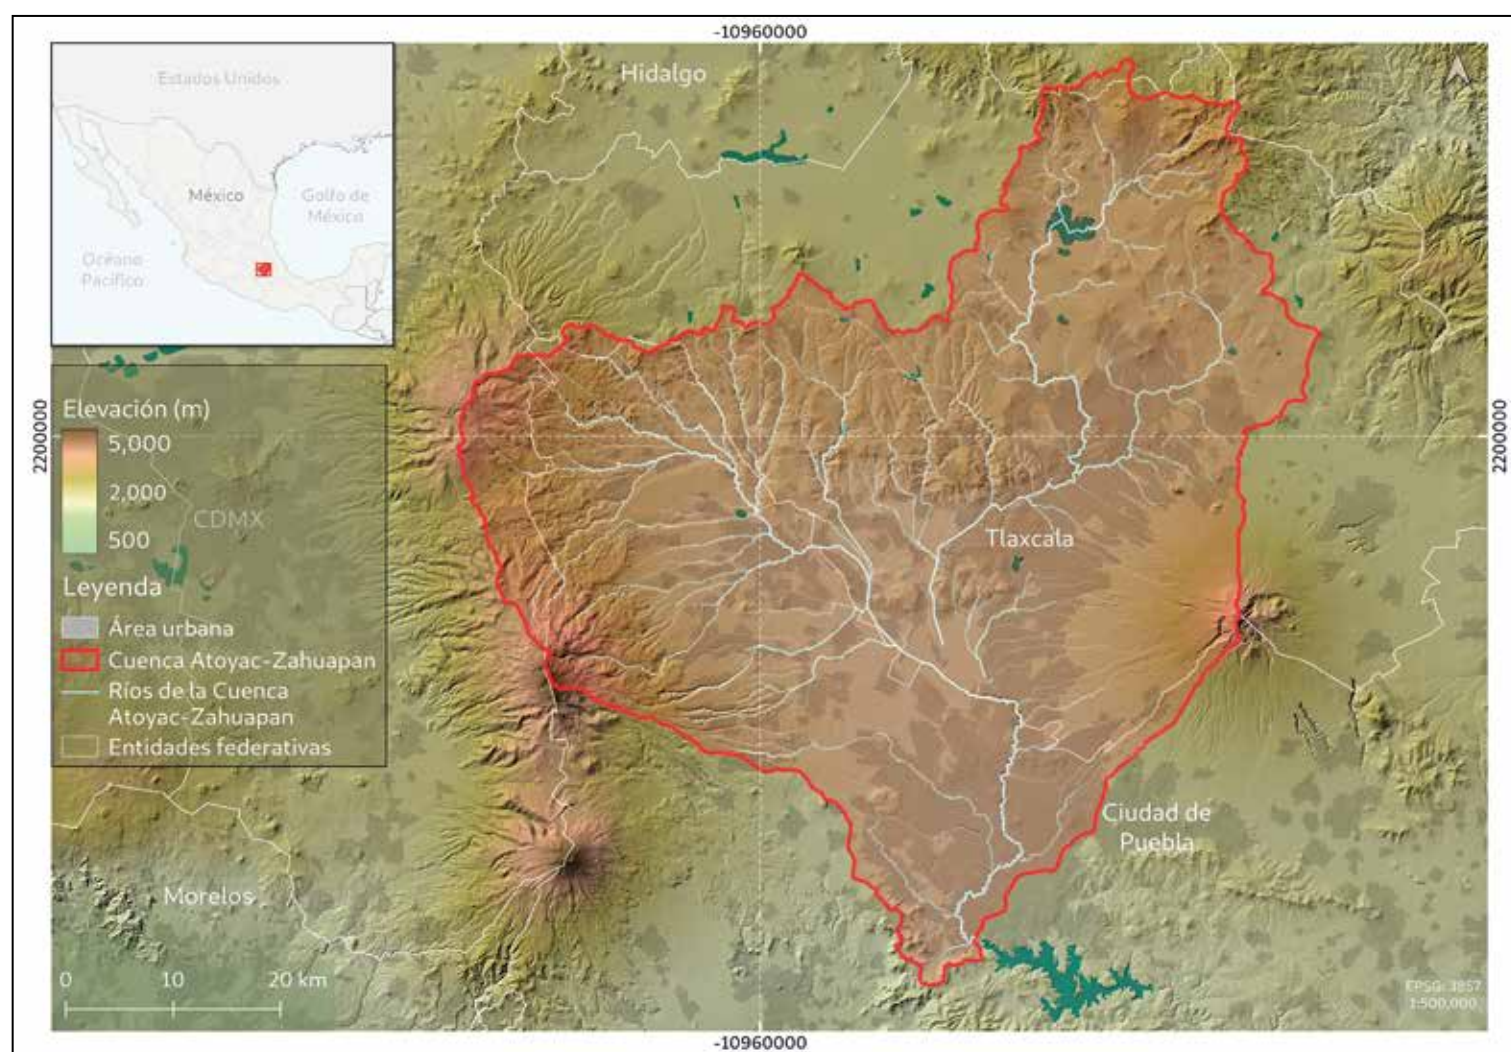 -10960000
Estados Unidos
México
Golfo de
México
Océano
Pacífico
Hidalgo
2200000
2200000
Elevación (m)
5,000
2,000
500
CDMX
Leyenda
Área urbana
Cuenca Atoyac-Zahuapan
Ríos de la Cuenca
Atoyac-Zahuapan
Entidades federativas
Tlaxcala
Ciudad de
Puebla
Morelos
0 10 20 km
EPSG: 3857
1:500,000
-10960000